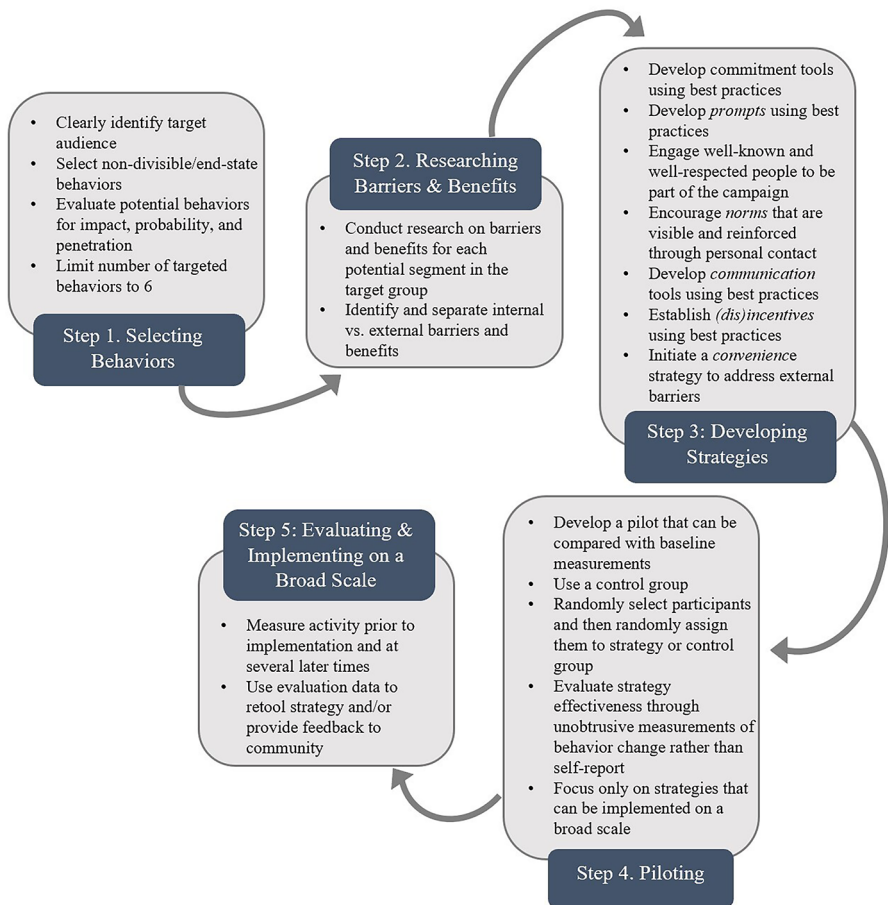 • Clearly identify target
audience
• Select non-divisible/end-state
behaviors
• Evaluate potential behaviors
for impact, probability, and
penetration
• Limit number of targeted
behaviors to 6
Step 1. Selecting
Behaviors
Step 2. Researching
Barriers & Benefits
• Conduct research on barriers
and benefits for each
potential segment in the
target group
• Identify and separate internal
vs. external barriers and
benefits
• Develop commitment tools
using best practices
• Develop prompts using best
practices
• Engage well-known and
well-respected people to be
part of the campaign
• Encourage norms that are
visible and reinforced
through personal contact
• Develop communication
tools using best practices
• Establish (dis)incentives
using best practices
• Initiate a convenience
strategy to address external
barriers
Step 3: Developing
Strategies
• Develop a pilot that can be
compared with baseline
measurements
• Use a control group
• Randomly select participants
and then randomly assign
them to strategy or control
group
• Evaluate strategy
effectiveness through
unobtrusive measurements of
behavior change rather than
self-report
• Focus only on strategies that
can be implemented on a
broad scale
Step 4. Piloting
Step 5: Evaluating &
Implementing on a
Broad Scale
• Measure activity prior to
implementation and at
several later times
• Use evaluation data to
retool strategy and/or
provide feedback to
community